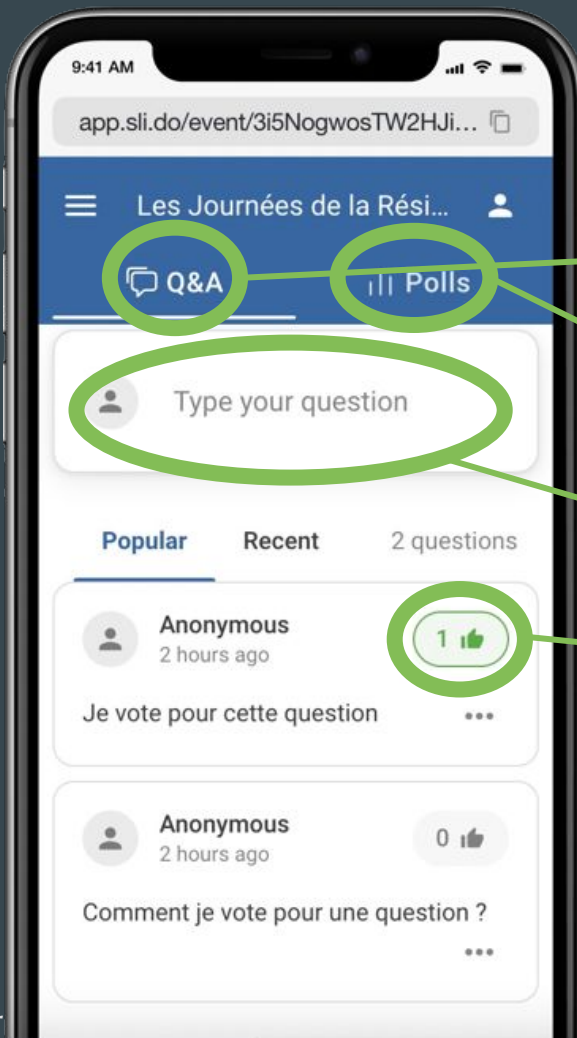 9:41 AM
app.sli.do/event/3i5NogwosTW2HJi...
Les Journées de la Rési...
Q&A
Polls
Type your question
Popular Recent 2 questions
Anonymous
1
2 hours ago
Je vote pour cette question
Anonymous
0
2 hours ago
Comment je vote pour une question ?